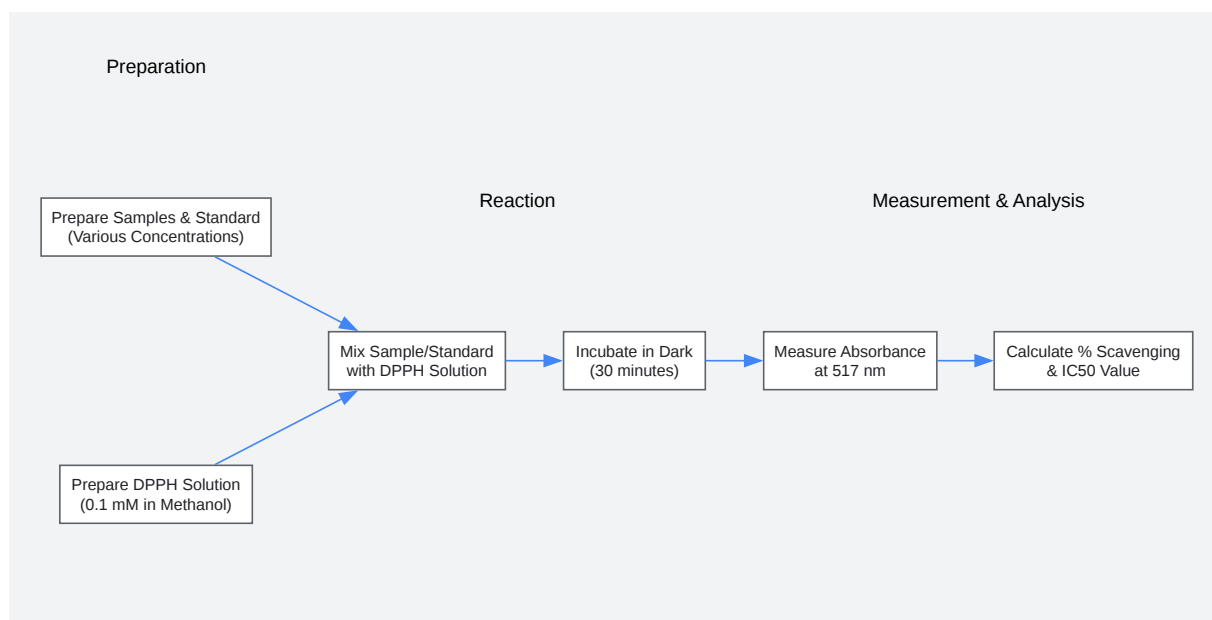 Preparation
Prepare Samples & Standard
(Various Concentrations)
Prepare DPPH Solution
(0.1 mM in Methanol)
Reaction
Mix Sample/Standard
with DPPH Solution
Incubate in Dark
(30 minutes)
Measurement & Analysis
Measure Absorbance
at 517 nm
Calculate % Scavenging
& IC50 Value